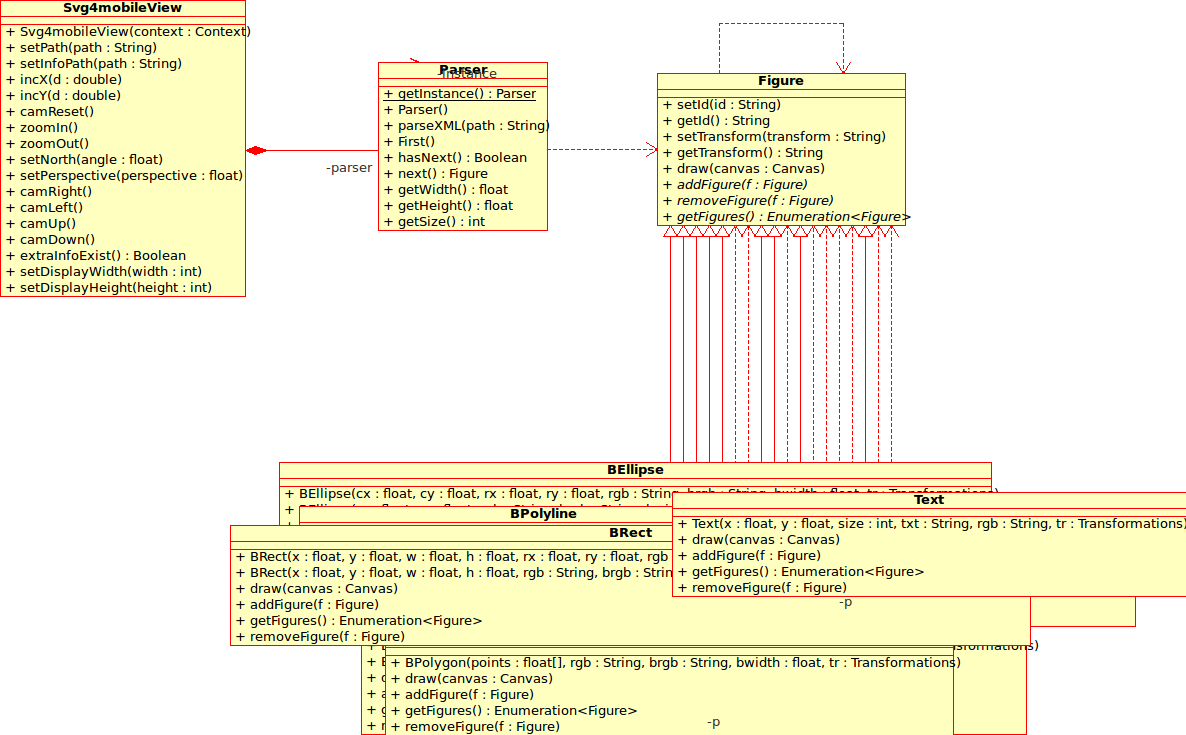 Svg4mobileView
+ Svg4mobileView(context : Context)
+ setPath(path : String)
+ setInfoPath(path : String)
+ incX(d : double)
+ incY(d : double)
+ camReset()
+ zoomIn()
+ zoomOut()
+ setNorth(angle : float)
+ setPerspective(perspective : float)
+ camRight()
+ camLeft()
+ camUp()
+ camDown()
+ extraInfoExist() : Boolean
+ setDisplayWidth(width : int)
+ setDisplayHeight(height : int)
-parser
Parser
-instance
+ getInstance() : Parser
+ Parser()
+ parseXML(path : String)
+ First()
+ hasNext() : Boolean
+ next() : Figure
+ getWidth() : float
+ getHeight() : float
+ getSize() : int
Figure
+ setId(id : String)
+ getId() : String
+ setTransform(transform : String)
+ getTransform() : String
+ draw(canvas : Canvas)
+ addFigure(f : Figure)
+ removeFigure(f : Figure)
+ getFigures() : Enumeration<Figure>
BEllipse
+ BEllipse(cx : float, cy : float, rx : float, ry : float, rgb : String, brgb : String, bwidth : float, tr : Transformations)
BPolyline
BRect
+ BRect(x : float, y : float, w : float, h : float, rx : float, ry : float, rgb
+ BRect(x : float, y : float, w : float, h : float, rgb : String, brgb : Strin
+ draw(canvas : Canvas)
+ addFigure(f : Figure)
+ getFigures() : Enumeration<Figure>
+ removeFigure(f : Figure)
Text
+ Text(x : float, y : float, size : int, txt : String, rgb : String, tr : Transformations)
+ draw(canvas : Canvas)
+ addFigure(f : Figure)
+ getFigures() : Enumeration<Figure>
+ removeFigure(f : Figure)
-p
sformations)
+ BPolygon(points : float[], rgb : String, brgb : String, bwidth : float, tr : Transformations)
+ draw(canvas : Canvas)
+ addFigure(f : Figure)
+ getFigures() : Enumeration<Figure>
+ removeFigure(f : Figure)
-p